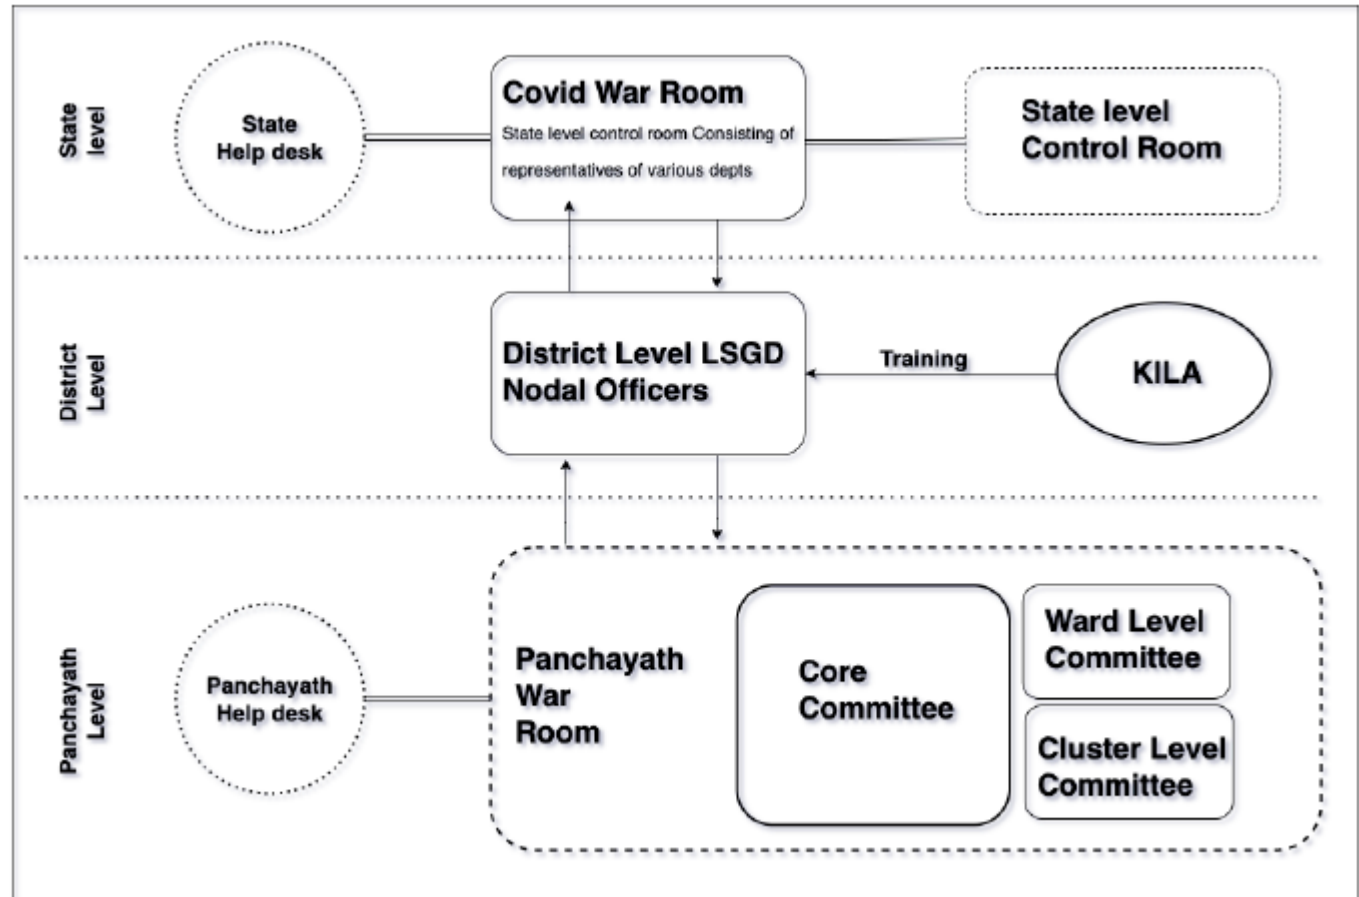 State
level
State
Help desk
Covid War Room
State level control room Consisting of
representatives of various depts
State level
Control Room
District
Level
District Level LSGD
Nodal Officers
Training
KILA
Panchayath
Level
Panchayath
Help desk
Panchayath
War
Room
Core
Committee
Ward Level
Committee
Cluster Level
Committee